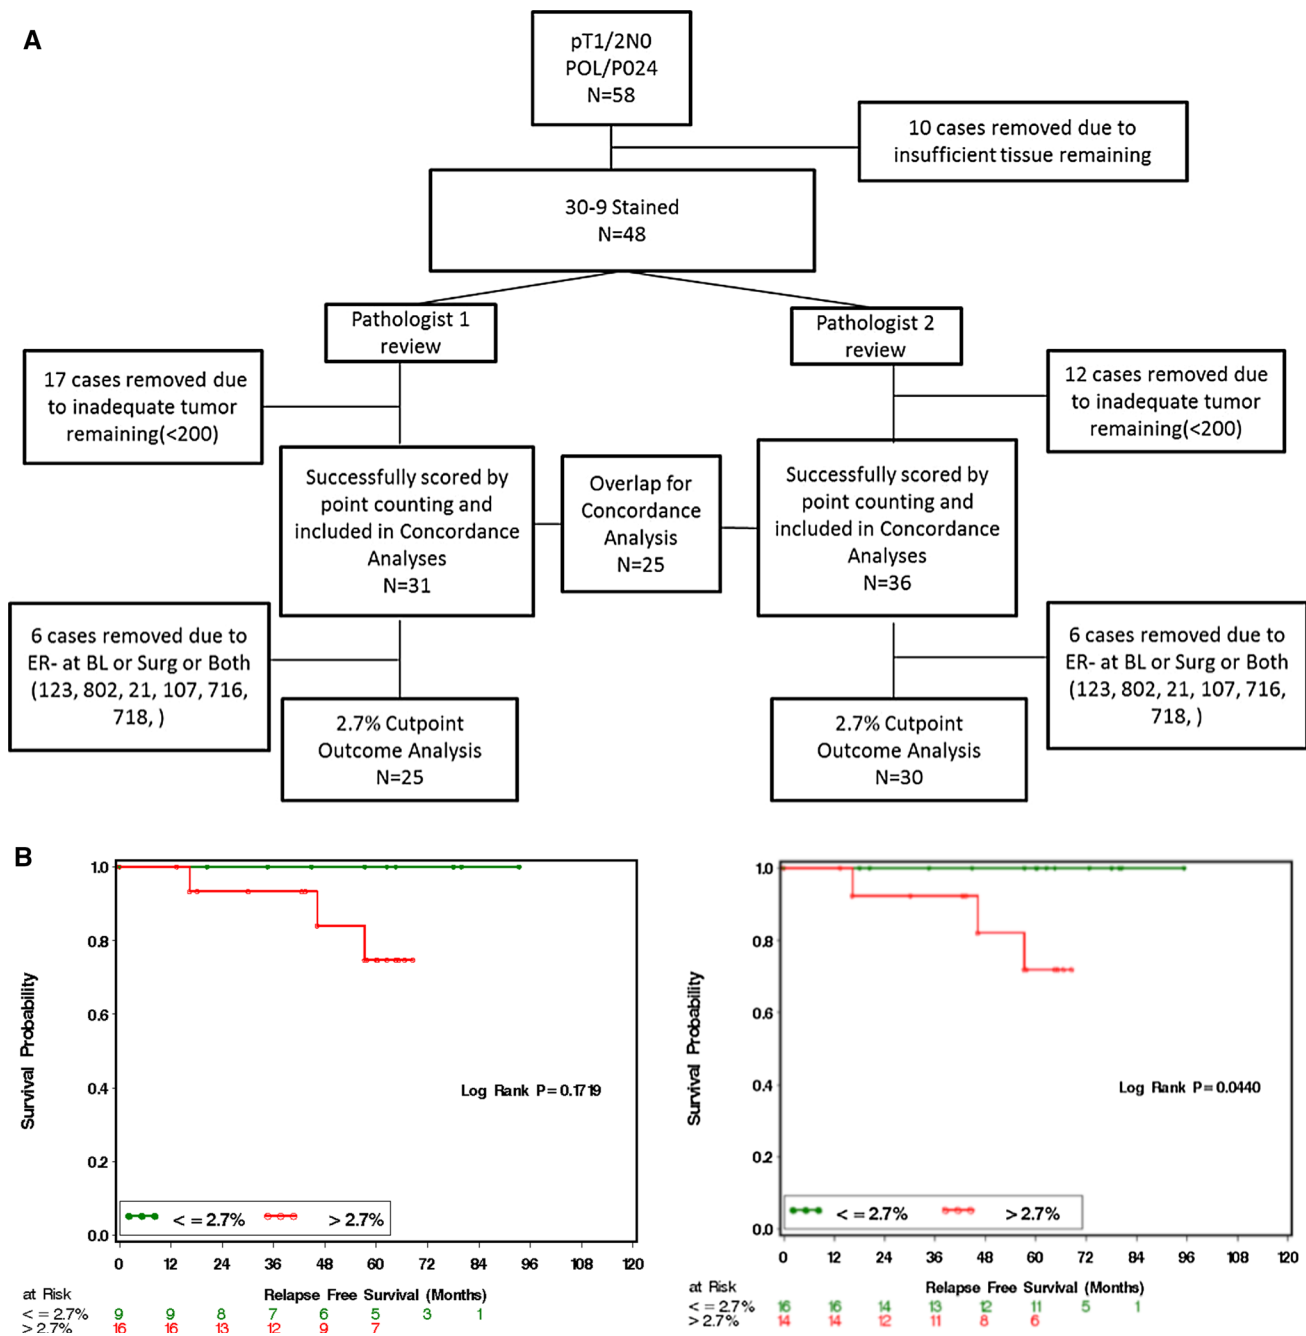 A
pT1/2N0
POL/P024
N=58
10 cases removed due to
insufficient tissue remaining
30-9 Stained
N=48
Pathologist 1
review
Pathologist 2
review
17 cases removed due
to inadequate tumor
remaining(<200)
12 cases removed due
to inadequate tumor
remaining(<200)
Successfully scored by
point counting and
included in Concordance
Analyses
N=31
Overlap for
Concordance
Analysis
N=25
Successfully scored by
point counting and
included in Concordance
Analyses
N=36
6 cases removed due to
ER- at BL or Surg or Both
(123, 802, 21, 107, 716,
718, )
6 cases removed due to
ER- at BL or Surg or Both
(123, 802, 21, 107, 716,
718, )
2.7% Cutpoint
Outcome Analysis
N=25
2.7% Cutpoint
Outcome Analysis
N=30
B
Survival Probability
1.0
0.8
0.6
0.4
0.2
0.0
Log Rank P=0.1719
<=2.7% >2.7%
0 12 24 36 48 60 72 84 96 108 120
Relapse Free Survival (Months)
at Risk
<=2.7% 9 9 8 7 6 5 3 1
>2.7% 16 16 13 12 9 7
Survival Probability
1.0
0.8
0.6
0.4
0.2
0.0
Log Rank P=0.0440
<=2.7% >2.7%
0 12 24 36 48 60 72 84 96 108 120
Relapse Free Survival (Months)
at Risk
<=2.7% 16 16 14 13 12 11 5 1
>2.7% 14 14 12 11 8 6